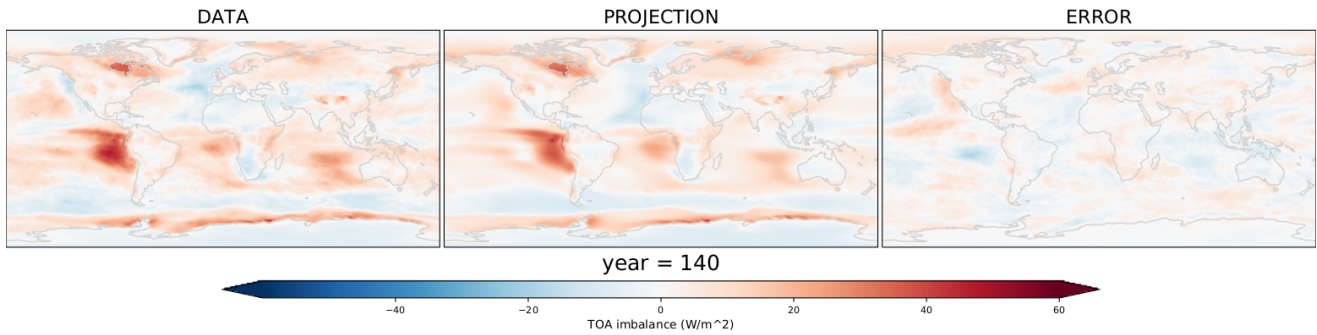 DATA
PROJECTION
ERROR
year = 140
−40
−20
0
20
40
60
TOA imbalance (W/m^2)